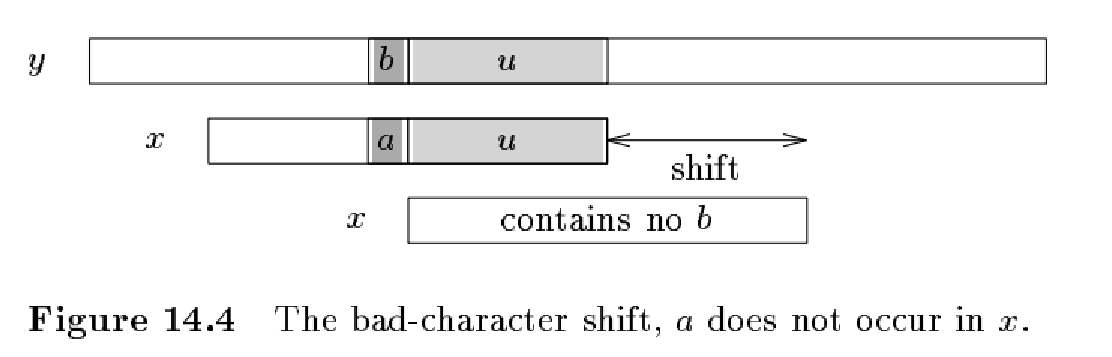 y b u
x a u
shift
x contains no b
Figure 14.4 The bad-character shift, a does not occur in x.